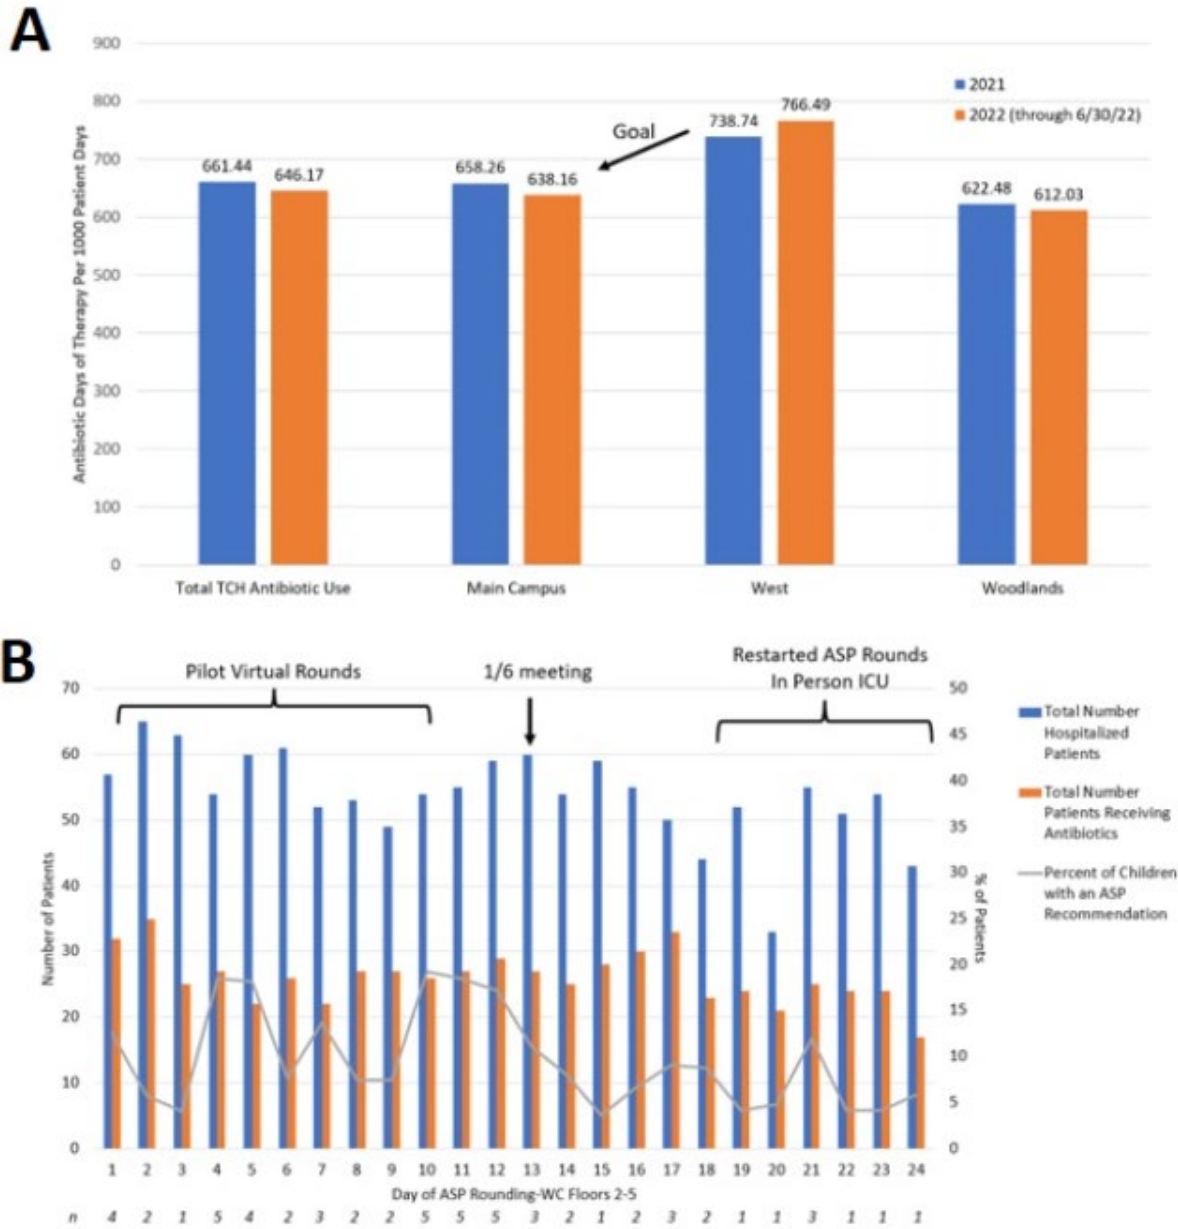 A
900
800
700
600
500
400
300
200
100
0
Antibiotic Days of Therapy Per 1000 Patient Days
2021
2022 (through 6/30/22)
Goal
661.44
646.17
658.26
638.16
738.74
766.49
622.48
612.03
Total TCH Antibiotic Use
Main Campus
West
Woodlands
B
Pilot Virtual Rounds
1/6 meeting
Restarted ASP Rounds
In Person ICU
70
60
50
40
30
20
10
0
Number of Patients
50
45
40
35
30
25
20
15
10
5
0
% of Patients
Total Number
Hospitalized
Patients
Total Number
Patients Receiving
Antibiotics
Percent of Children
with an ASP
Recommendation
1 2 3 4 5 6 7 8 9 10 11 12 13 14 15 16 17 18 19 20 21 22 23 24
Day of ASP Rounding-WC Floors 2-5
n 4 2 1 5 4 2 3 2 2 5 5 5 3 2 1 2 3 2 1 1 3 1 1 1